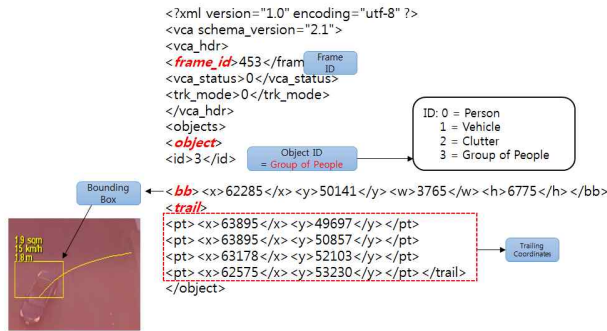 <?xml version="1.0" encoding="utf-8" ?>
<vca schema_version="2.1">
<vca_hdr>
<frame_id>453</fram
Frame
ID
<vca_status>0</vca_status>
<trk_mode>0</trk_mode>
</vca_hdr>
<objects>
<object>
<id>3</id>
Object ID
= Group of People
ID: 0 = Person
1 = Vehicle
2 = Clutter
3 = Group of People
Bounding
Box
<bb><x>62285</x><y>50141</y><w>3765</w><h>6775</h></bb>
<trail>
<pt><x>63895</x><y>49697</y></pt>
<pt><x>63895</x><y>50857</y></pt>
<pt><x>63178</x><y>52103</y></pt>
<pt><x>62575</x><y>53230</y></pt></trail>
</object>
Trailing
Coordinates
1.9 sqm
15 km/h
1.9 m